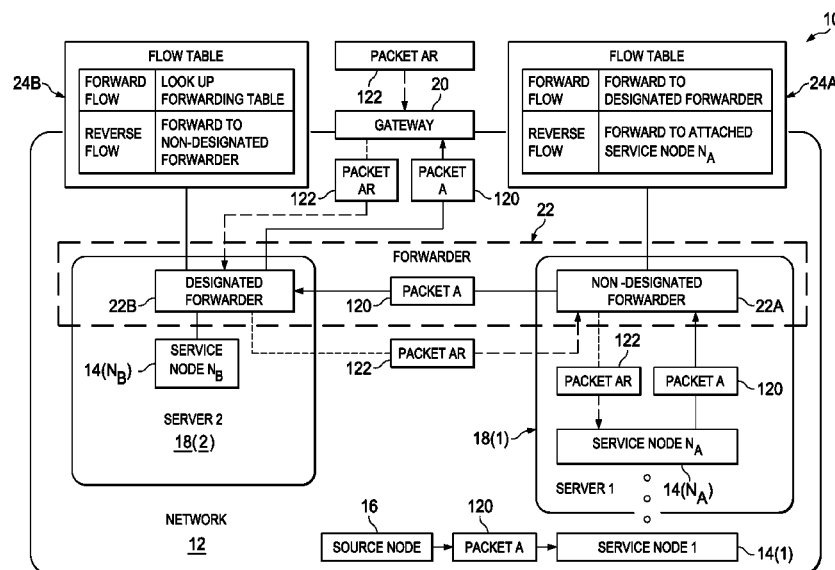 10
FLOW TABLE
24B
FORWARD FLOW
LOOK UP FORWARDING TABLE
REVERSE FLOW
FORWARD TO NON-DESIGNATED FORWARDER
PACKET AR
122
20
GATEWAY
FLOW TABLE
24A
FORWARD FLOW
FORWARD TO DESIGNATED FORWARDER
REVERSE FLOW
FORWARD TO ATTACHED SERVICE NODE NA
PACKET AR
122
PACKET A
120
22
FORWARDER
DESIGNATED FORWARDER
22B
120
PACKET A
NON -DESIGNATED FORWARDER
22A
SERVICE NODE NB
14(NB)
122
PACKET AR
122
PACKET AR
PACKET A
120
SERVER 2
18(2)
18(1)
SERVICE NODE NA
14(NA)
SERVER 1
NETWORK
12
16
SOURCE NODE
120
PACKET A
SERVICE NODE 1
14(1)